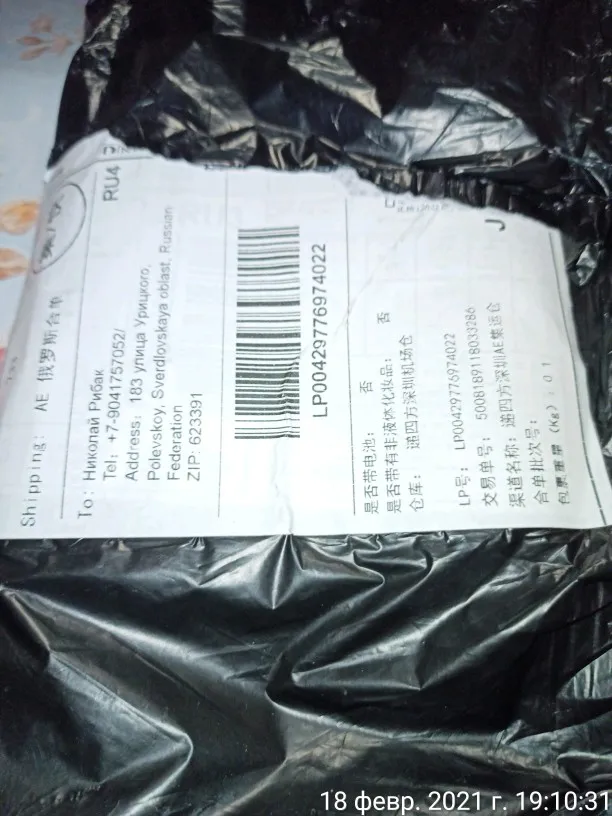 Shipping: AE 俄罗斯合单
RU4
To: Николай Рибак
Tel: +7-9041757052/
Address: 183 улица Урицкого,
Polevskoy, Sverdlovskaya oblast, Russian
Federation
ZIP: 623391
LP00429776974022
是否带电池: 否
是否带有非液体化妆品: 否
仓库: 递四方深圳机场仓
LP号: LP00429776974022
交易单号: 5008189118033286
渠道名称: 递四方深圳AE集运仓
合单批次号:
包裹重量 (Kg): 01
18 февр. 2021 г. 19:10:31